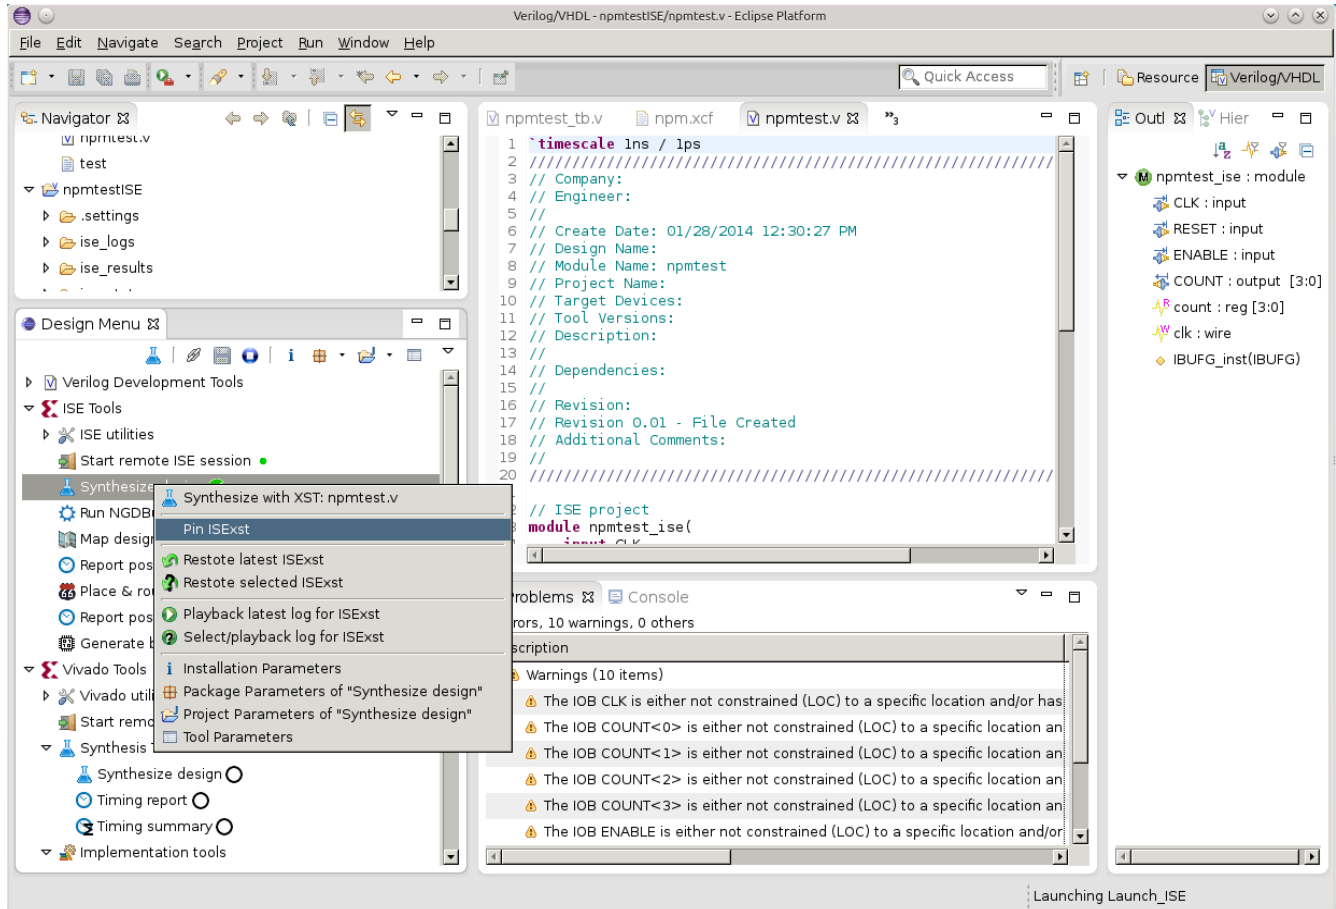 Verilog/VHDL - npmtestISE/npmtest.v - Eclipse Platform
File Edit Navigate Search Project Run Window Help
Quick Access
Resource
Verilog/VHDL
Navigator
npmtest.v
test
npmtestISE
.settings
ise_logs
ise_results
Design Menu
Verilog Development Tools
ISE Tools
ISE utilities
Start remote ISE session
Synthesize
Run NGDBu
Map desig
Report pos
Place & rou
Report pos
Generate b
Vivado Tools
Vivado utili
Start remo
Synthesis T
Synthesize design
Timing report
Timing summary
Implementation tools
Synthesize with XST: npmtest.v
Pin ISExst
Restote latest ISExst
Restote selected ISExst
Playback latest log for ISExst
Select/playback log for ISExst
Installation Parameters
Package Parameters of "Synthesize design"
Project Parameters of "Synthesize design"
Tool Parameters
npmtest_tb.v npm.xcf npmtest.v »3
1 `timescale 1ns / 1ps
2 ////////////////////////////////////////////////////////////
3 // Company:
4 // Engineer:
5 //
6 // Create Date: 01/28/2014 12:30:27 PM
7 // Design Name:
8 // Module Name: npmtest
9 // Project Name:
10 // Target Devices:
11 // Tool Versions:
12 // Description:
13 //
14 // Dependencies:
15 //
16 // Revision:
17 // Revision 0.01 - File Created
18 // Additional Comments:
19 //
20 ////////////////////////////////////////////////////////////
// ISE project
module npmtest_ise(
input CLK
Problems Console
rors, 10 warnings, 0 others
scription
Warnings (10 items)
The IOB CLK is either not constrained (LOC) to a specific location and/or has
The IOB COUNT<0> is either not constrained (LOC) to a specific location an
The IOB COUNT<1> is either not constrained (LOC) to a specific location an
The IOB COUNT<2> is either not constrained (LOC) to a specific location an
The IOB COUNT<3> is either not constrained (LOC) to a specific location an
The IOB ENABLE is either not constrained (LOC) to a specific location and/or
Outl Hier
npmtest_ise : module
CLK : input
RESET : input
ENABLE : input
COUNT : output [3:0]
count : reg [3:0]
clk : wire
IBUFG_inst(IBUFG)
Launching Launch_ISE